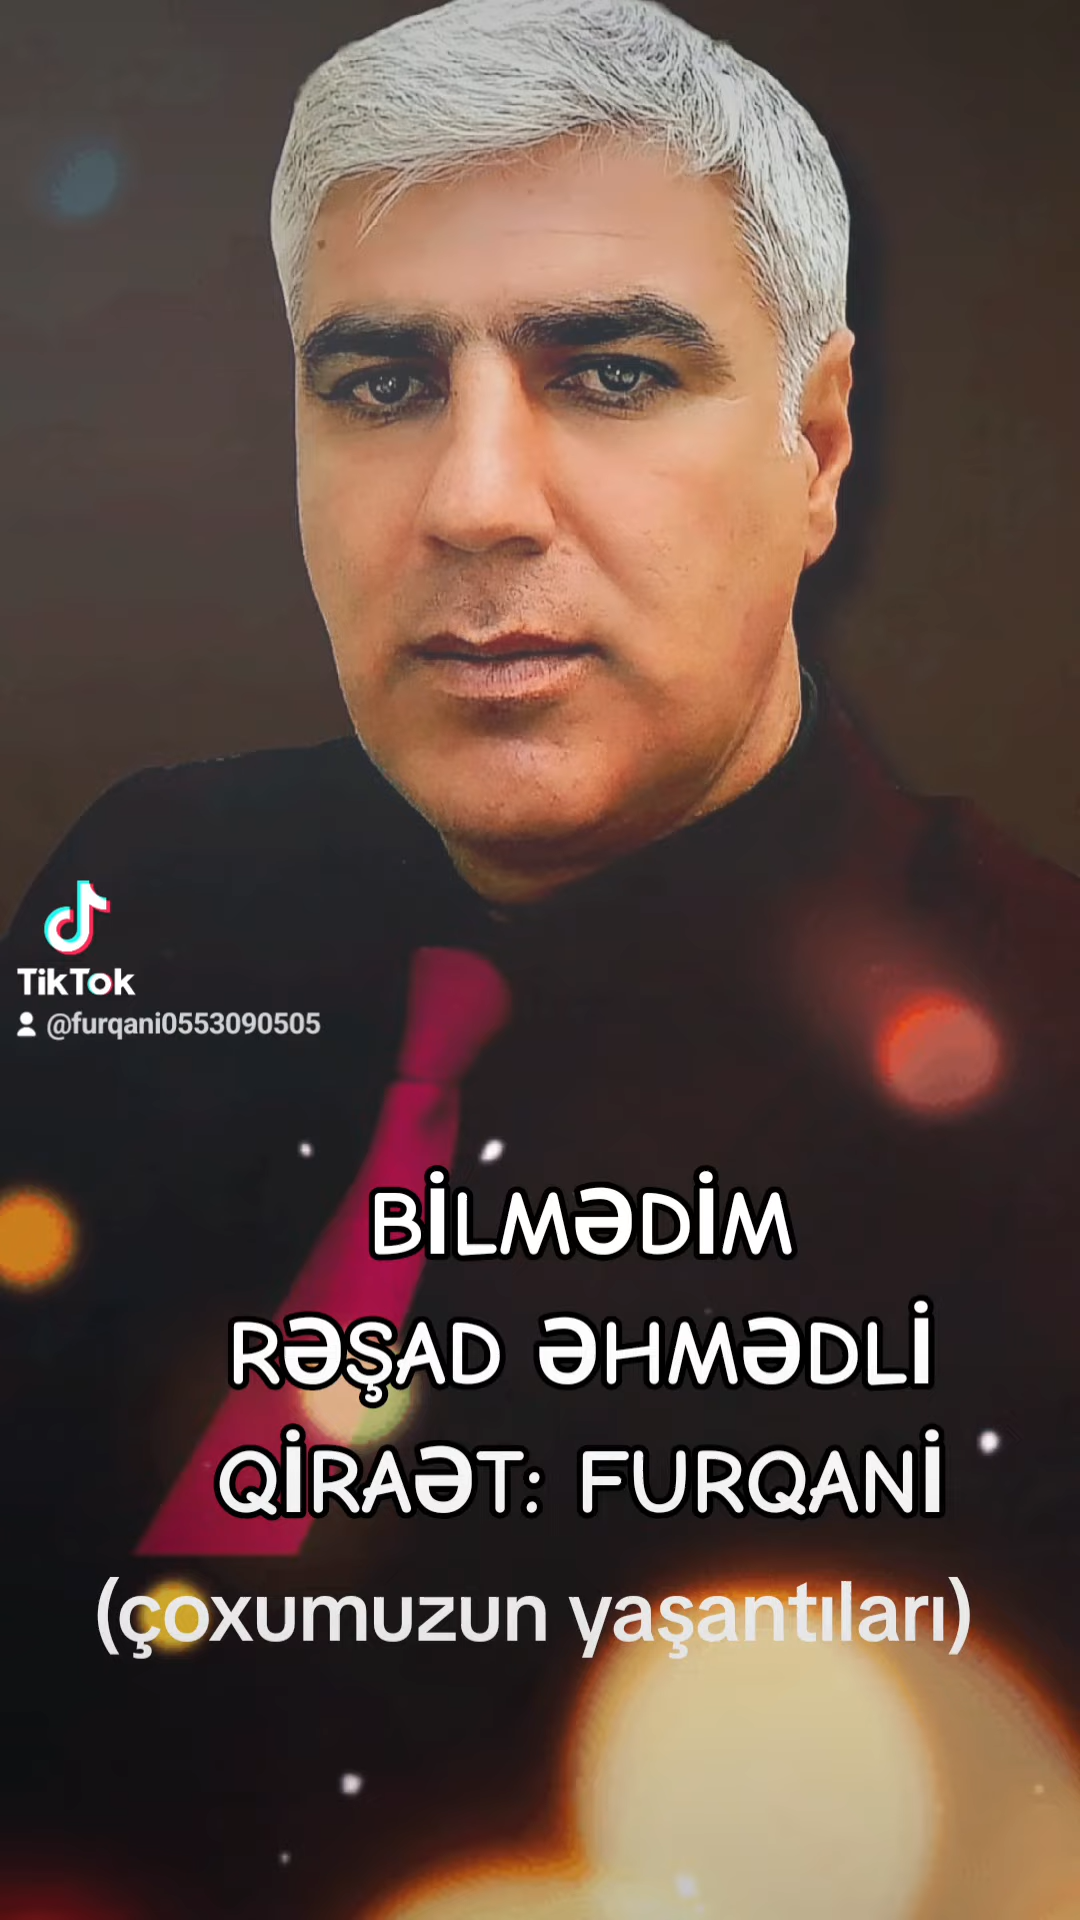 TikTok
@furqani0553090505
BİLMƏDİM
RƏŞAD ƏHMƏDLİ
QİRAƏT: FURQANİ
(çoxumuzun yaşantıları)